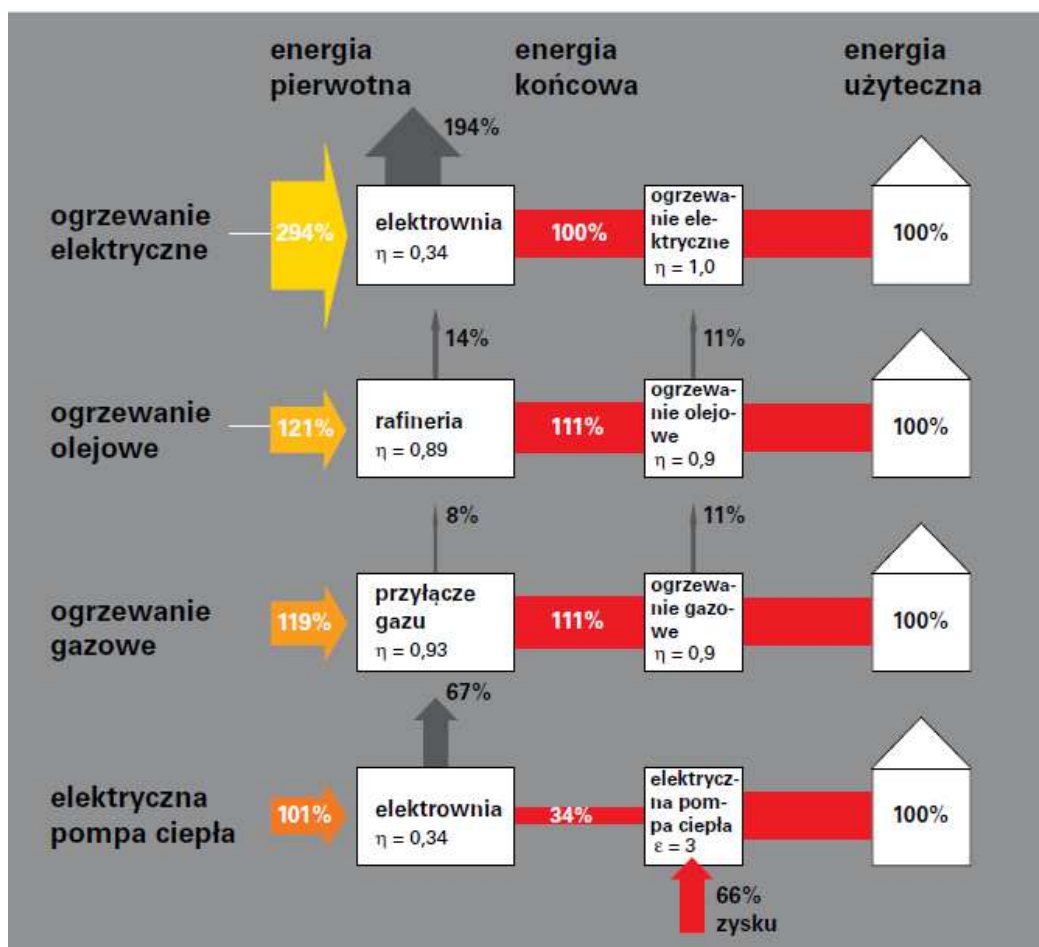 energia
pierwotna
energia
końcowa
energia
użyteczna
194%
ogrzewanie
elektryczne
294%
elektrownia
η = 0,34
100%
ogrzewa-
nie ele-
ktryczne
η = 1,0
100%
14%
11%
ogrzewanie
olejowe
121%
rafineria
η = 0,89
111%
ogrzewa-
nie olejo-
we
η = 0,9
100%
8%
11%
ogrzewanie
gazowe
119%
przyłącze
gazu
η = 0,93
111%
ogrzewa-
nie gazo-
we
η = 0,9
100%
67%
elektryczna
pompa ciepła
101%
elektrownia
η = 0,34
34%
elektrycz-
na pom-
pa ciepła
ε = 3
100%
66%
zysku